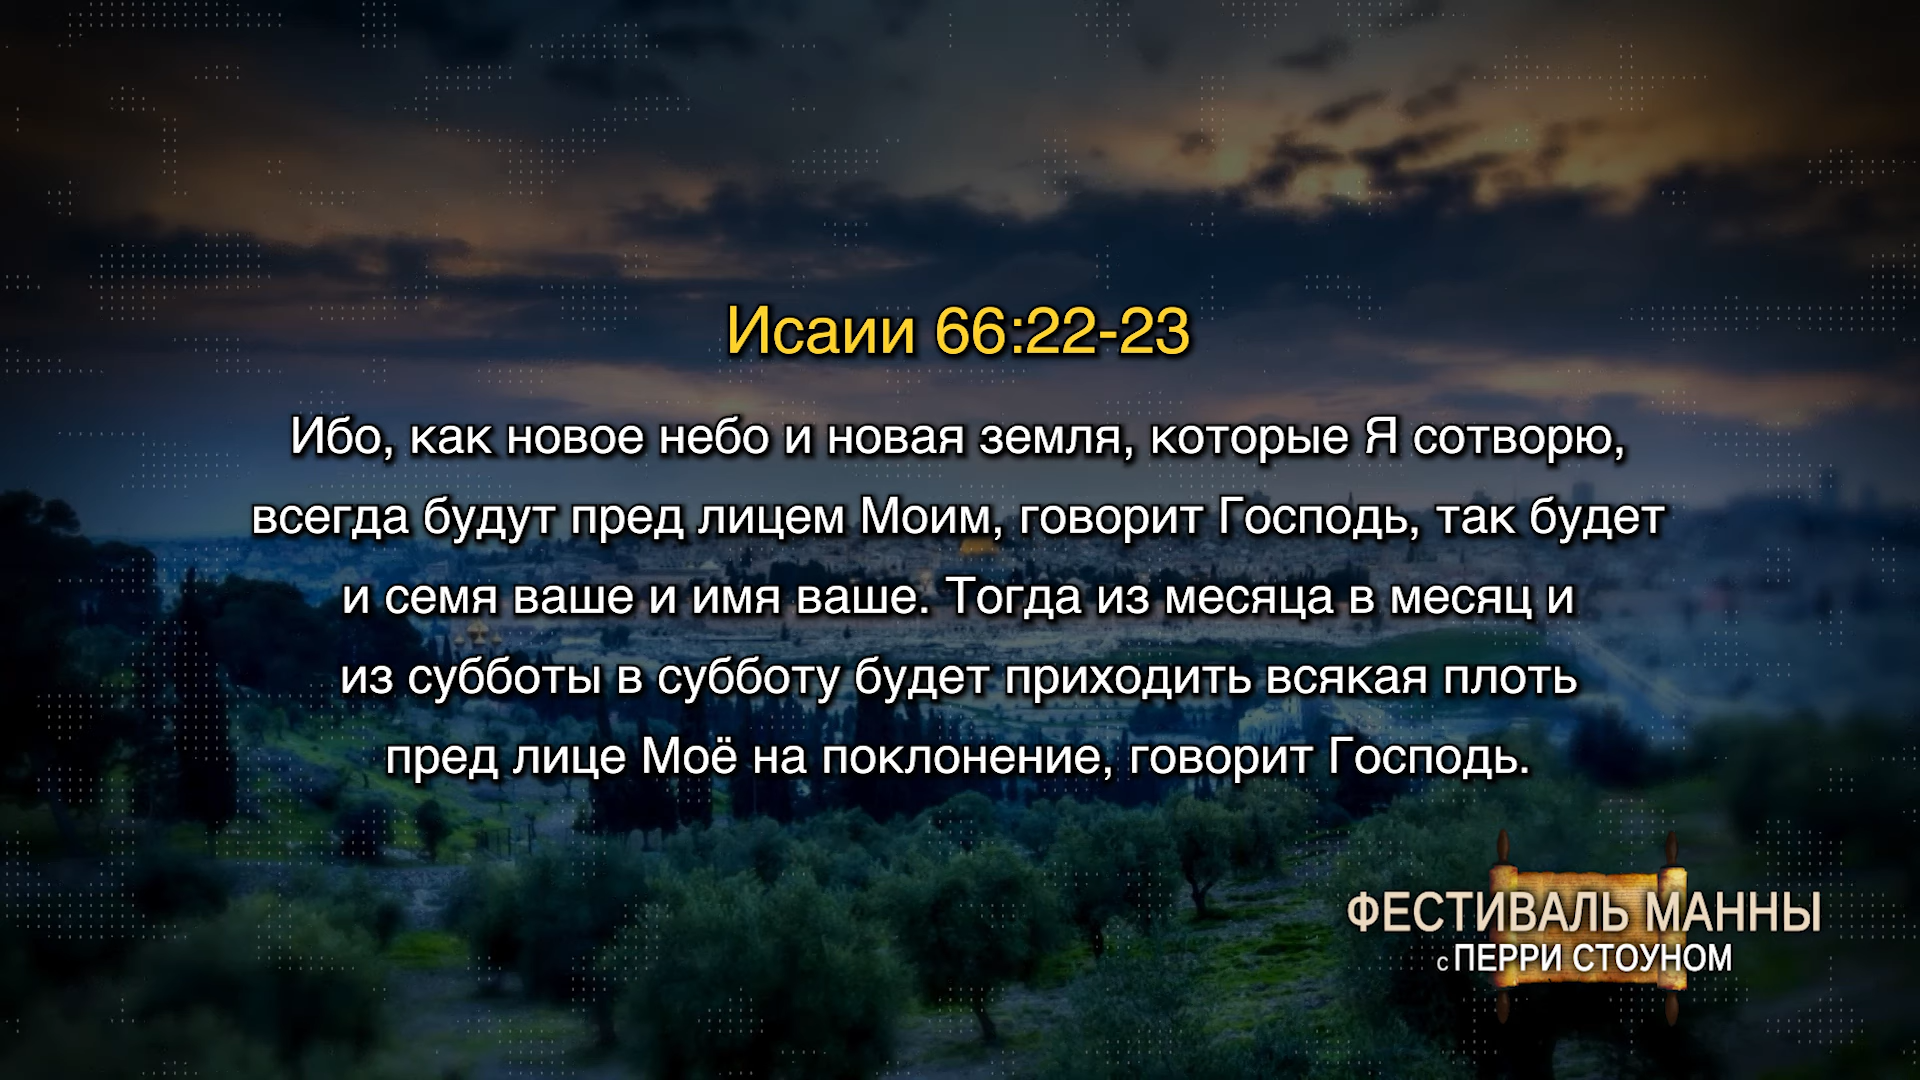 Исаии 66:22-23
Ибо, как новое небо и новая земля, которые Я сотворю,
всегда будут пред лицем Моим, говорит Господь, так будет
и семя ваше и имя ваше. Тогда из месяца в месяц и
из субботы в субботу будет приходить всякая плоть
пред лице Моё на поклонение, говорит Господь.
ФЕСТИВАЛЬ МАННЫ
с ПЕРРИ СТОУНОМ